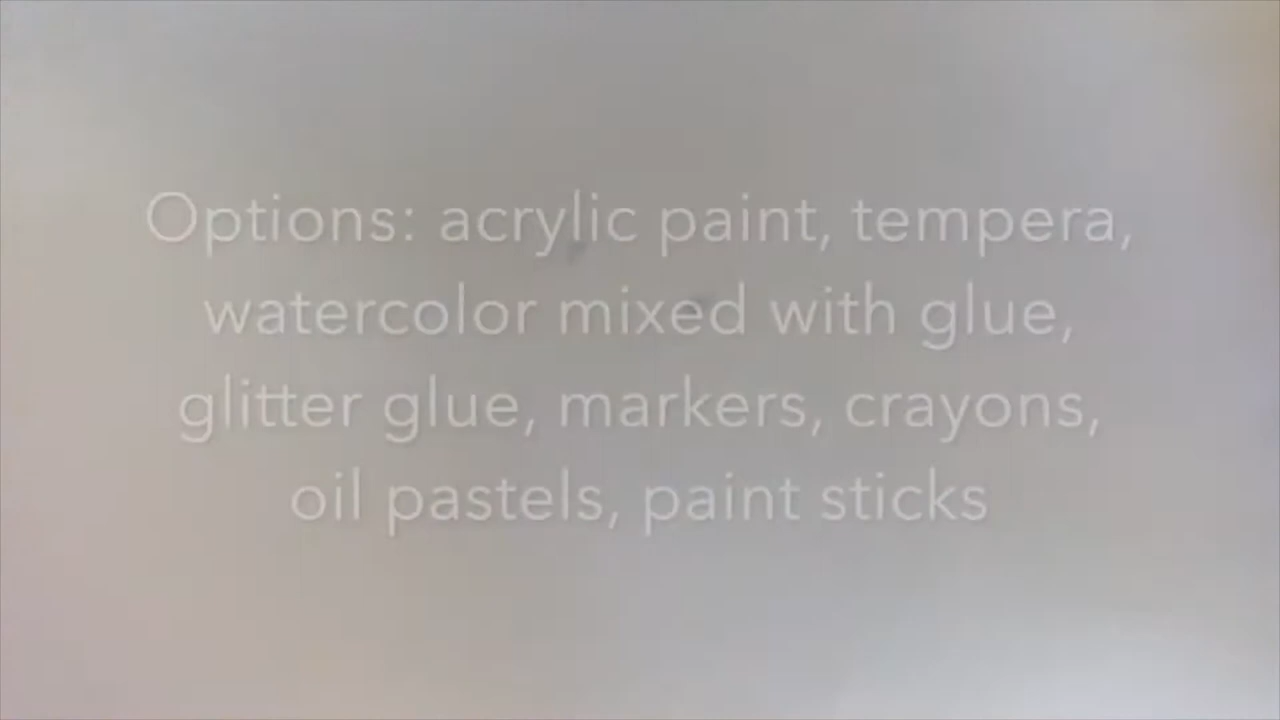 Options: acrylic paint, tempera,
watercolor mixed with glue,
glitter glue, markers, crayons,
oil pastels, paint sticks